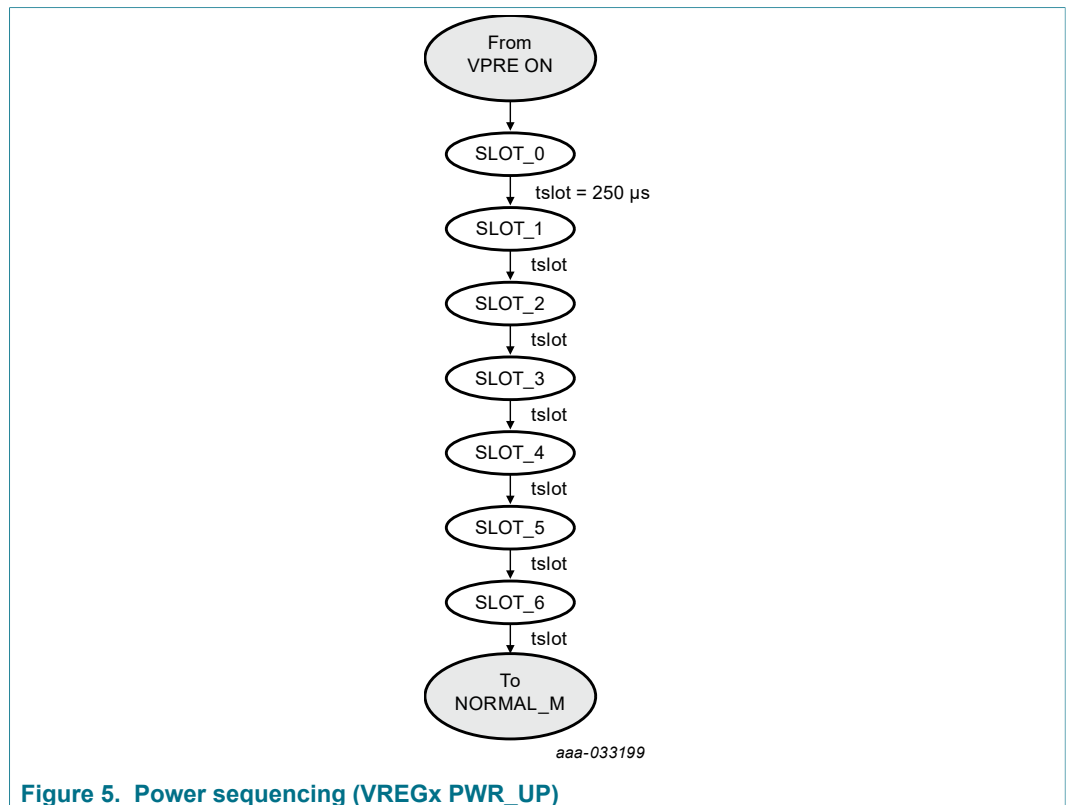 From
VPRE ON
SLOT_0
tslot = 250 µs
SLOT_1
tslot
SLOT_2
tslot
SLOT_3
tslot
SLOT_4
tslot
SLOT_5
tslot
SLOT_6
tslot
To
NORMAL_M
aaa-033199
Figure 5. Power sequencing (VREGx PWR_UP)